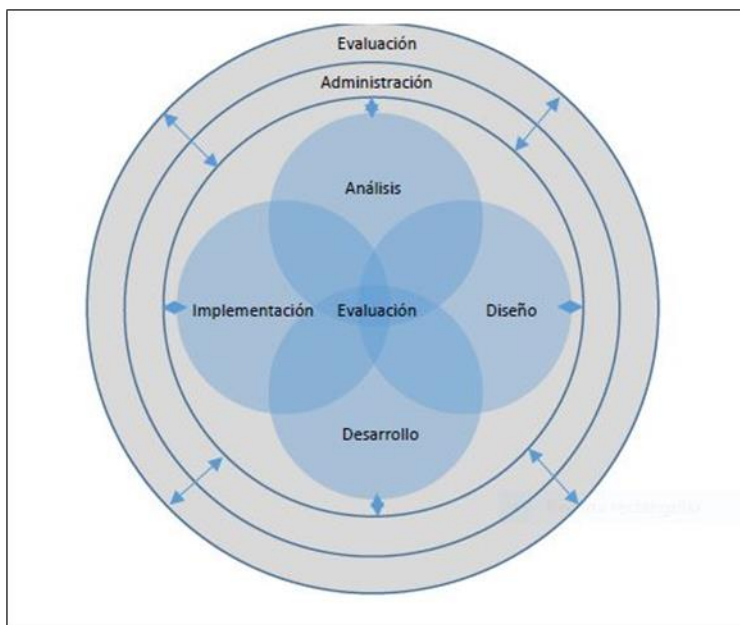 Evaluación
Administración
Análisis
Implementación
Evaluación
Diseño
Desarrollo